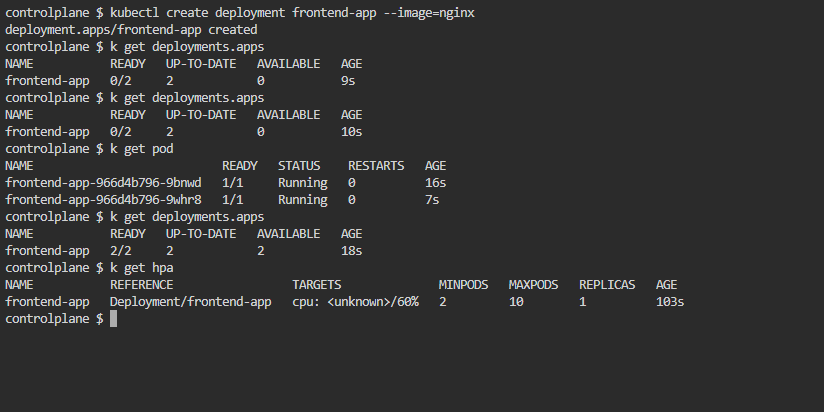 controlplane $ kubectl create deployment frontend-app --image=nginx
deployment.apps/frontend-app created
controlplane $ k get deployments.apps
NAME           READY   UP-TO-DATE   AVAILABLE   AGE
frontend-app   0/2     2            0           9s
controlplane $ k get deployments.apps
NAME           READY   UP-TO-DATE   AVAILABLE   AGE
frontend-app   0/2     2            0           10s
controlplane $ k get pod
NAME                           READY   STATUS    RESTARTS   AGE
frontend-app-966d4b796-9bnwd   1/1     Running   0          16s
frontend-app-966d4b796-9whr8   1/1     Running   0          7s
controlplane $ k get deployments.apps
NAME           READY   UP-TO-DATE   AVAILABLE   AGE
frontend-app   2/2     2            2           18s
controlplane $ k get hpa
NAME           REFERENCE                 TARGETS              MINPODS   MAXPODS   REPLICAS   AGE
frontend-app   Deployment/frontend-app   cpu: <unknown>/60%   2         10        1          103s
controlplane $